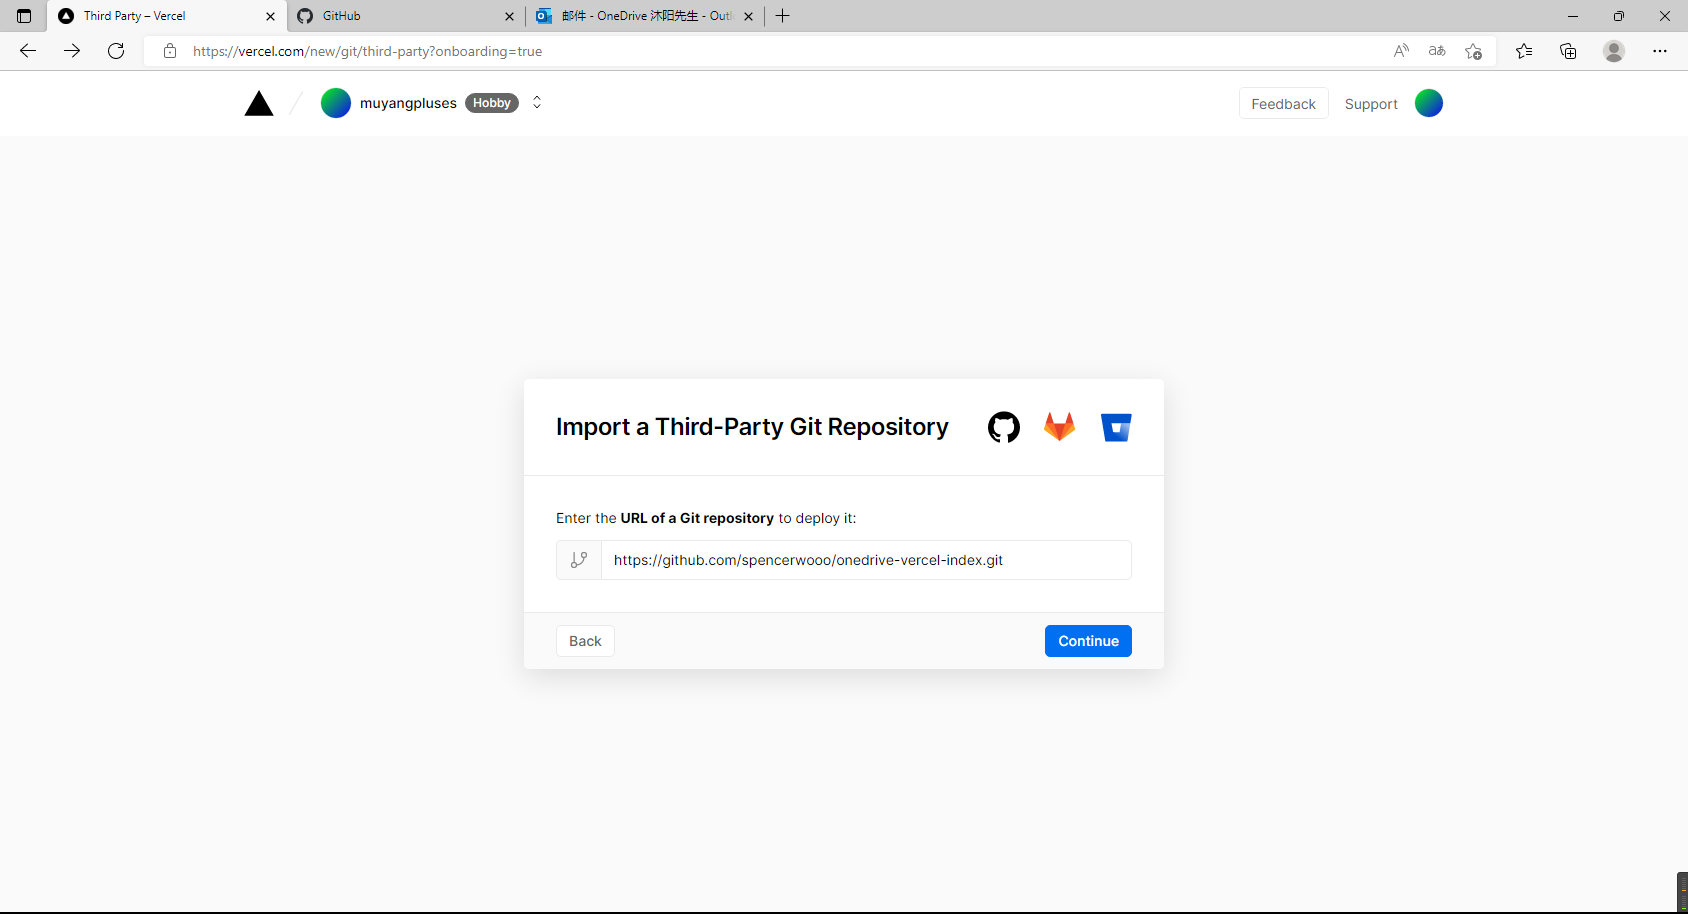 Third Party – Vercel
GitHub
邮件 - OneDrive 沐阳先生 - Outl
https://vercel.com/new/git/third-party?onboarding=true
muyangpluses Hobby
Feedback Support
Import a Third-Party Git Repository
Enter the URL of a Git repository to deploy it:
https://github.com/spencerwooo/onedrive-vercel-index.git
Back
Continue